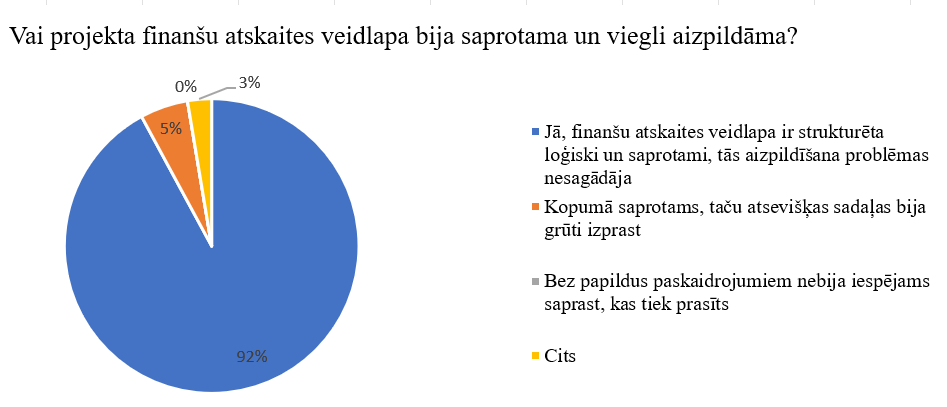 Vai projekta finanšu atskaites veidlapa bija saprotama un viegli aizpildāma?
0%
3%
5%
92%
Jā, finanšu atskaites veidlapa ir strukturēta
loģiski un saprotami, tās aizpildīšana problēmas
nesagādāja
Kopumā saprotams, taču atsevišķas sadaļas bija
grūti izprast
Bez papildus paskaidrojumiem nebija iespējams
saprast, kas tiek prasīts
Cits